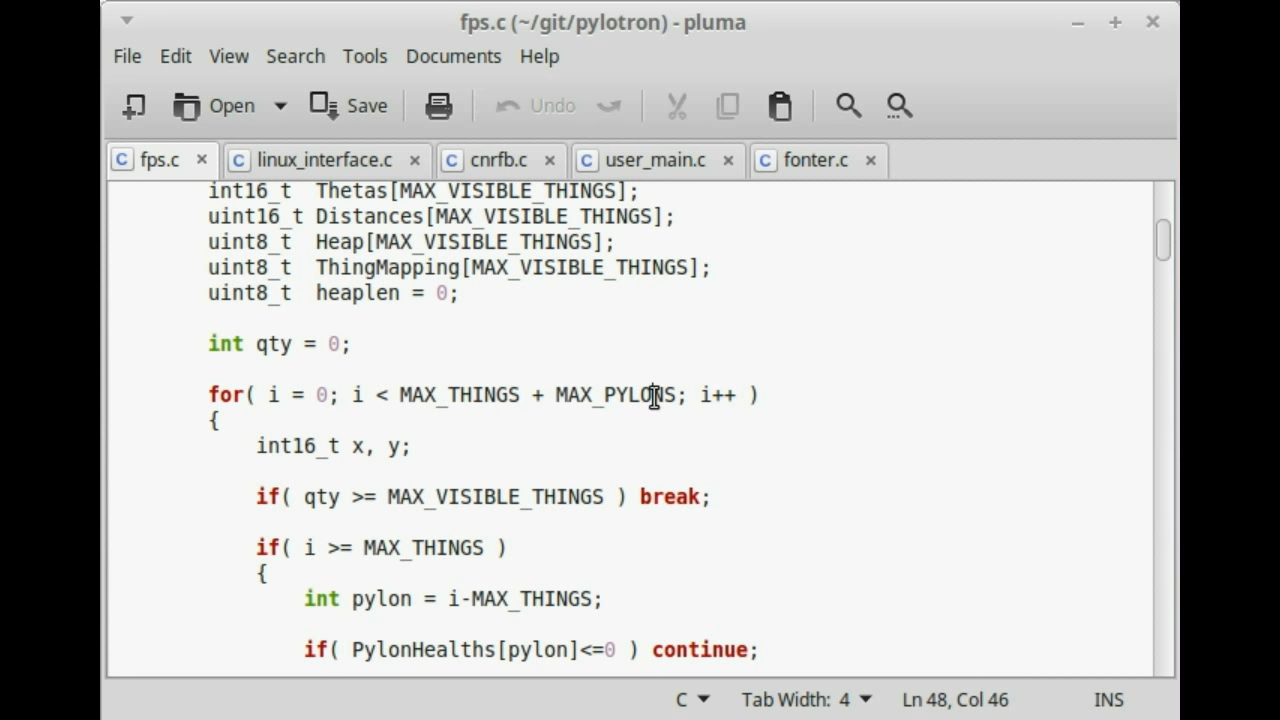 fps.c (~/git/pylotron) - pluma
File Edit View Search Tools Documents Help
Open Save Undo
fps.c linux_interface.c cnrfb.c user_main.c fonter.c
int16_t  Thetas[MAX_VISIBLE_THINGS];
uint16_t Distances[MAX_VISIBLE_THINGS];
uint8_t  Heap[MAX_VISIBLE_THINGS];
uint8_t  ThingMapping[MAX_VISIBLE_THINGS];
uint8_t  heaplen = 0;
int qty = 0;
for( i = 0; i < MAX_THINGS + MAX_PYLONS; i++ )
{
int16_t x, y;
if( qty >= MAX_VISIBLE_THINGS ) break;
if( i >= MAX_THINGS )
{
int pylon = i-MAX_THINGS;
if( PylonHealths[pylon]<=0 ) continue;
C Tab Width: 4 Ln 48, Col 46 INS